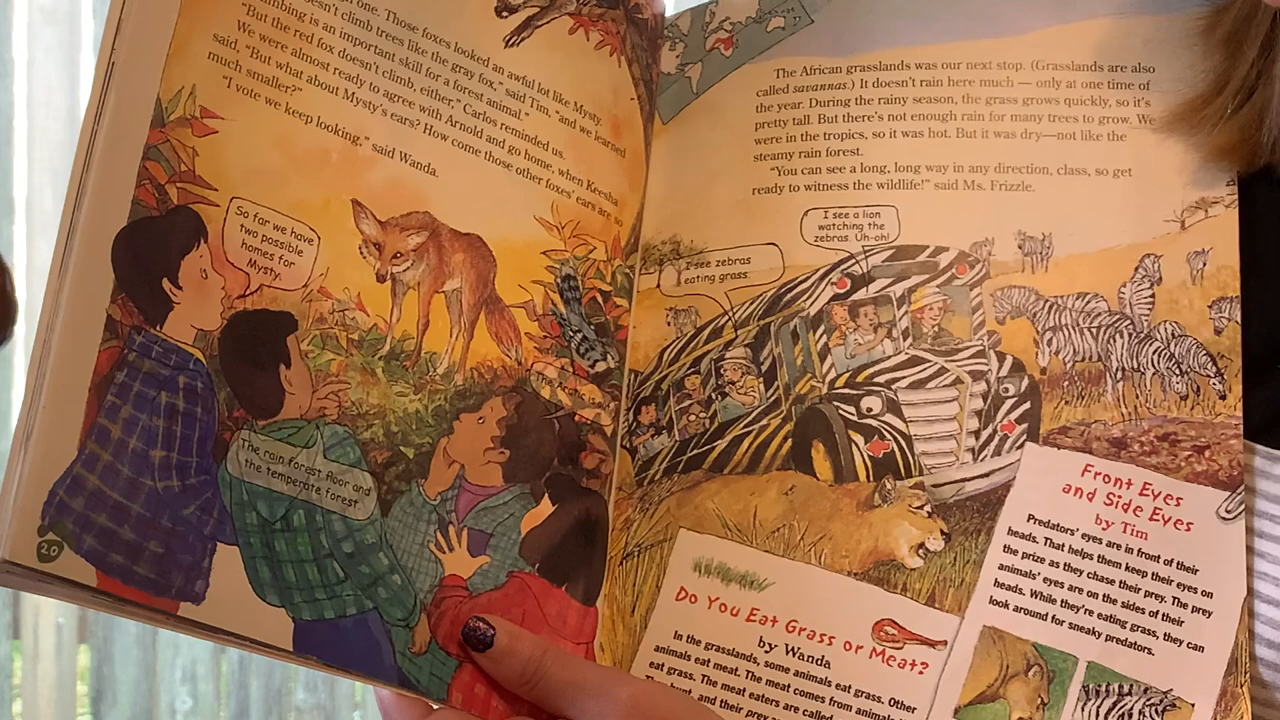 one. Those foxes looked an awful lot like Mysty.
doesn't climb trees like the gray fox," said Tim, "and we learned
climbing is an important skill for a forest animal."
"But the red fox doesn't climb, either," Carlos reminded us.
We were almost ready to agree with Arnold and go home, when Keesha
said, "But what about Mysty's ears? How come those other foxes' ears are so
much smaller?"
"I vote we keep looking," said Wanda.
So far we have
two possible
homes for
Mysty.
The rain forest floor and
the temperate forest.
20
The African grasslands was our next stop. (Grasslands are also
called savannas.) It doesn't rain here much — only at one time of
the year. During the rainy season, the grass grows quickly, so it's
pretty tall. But there's not enough rain for many trees to grow. We
were in the tropics, so it was hot. But it was dry—not like the
steamy rain forest.
"You can see a long, long way in any direction, class, so get
ready to witness the wildlife!" said Ms. Frizzle.
I see zebras
eating grass.
I see a lion
watching the
zebras. Uh-oh!
Do You Eat Grass or Meat?
by Wanda
In the grasslands, some animals eat grass. Other
animals eat meat. The meat comes from animals
eat grass. The meat eaters are called
hunt, and their prey
Front Eyes
and Side Eyes
by Tim
Predators' eyes are in front of their
heads. That helps them keep their eyes on
the prize as they chase their prey. The prey
animals' eyes are on the sides of their
heads. While they're eating grass, they can
look around for sneaky predators.